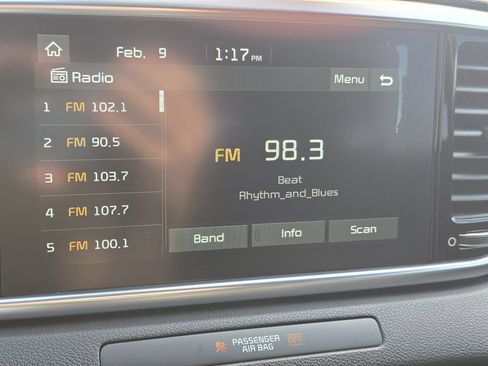 Feb. 9 1:17 PM
Radio Menu
1 FM 102.1
2 FM 90.5
3 FM 103.7
4 FM 107.7
5 FM 100.1
FM 98.3
Beat
Rhythm_and_Blues
Band Info Scan
PASSENGER
AIR BAG
OFF